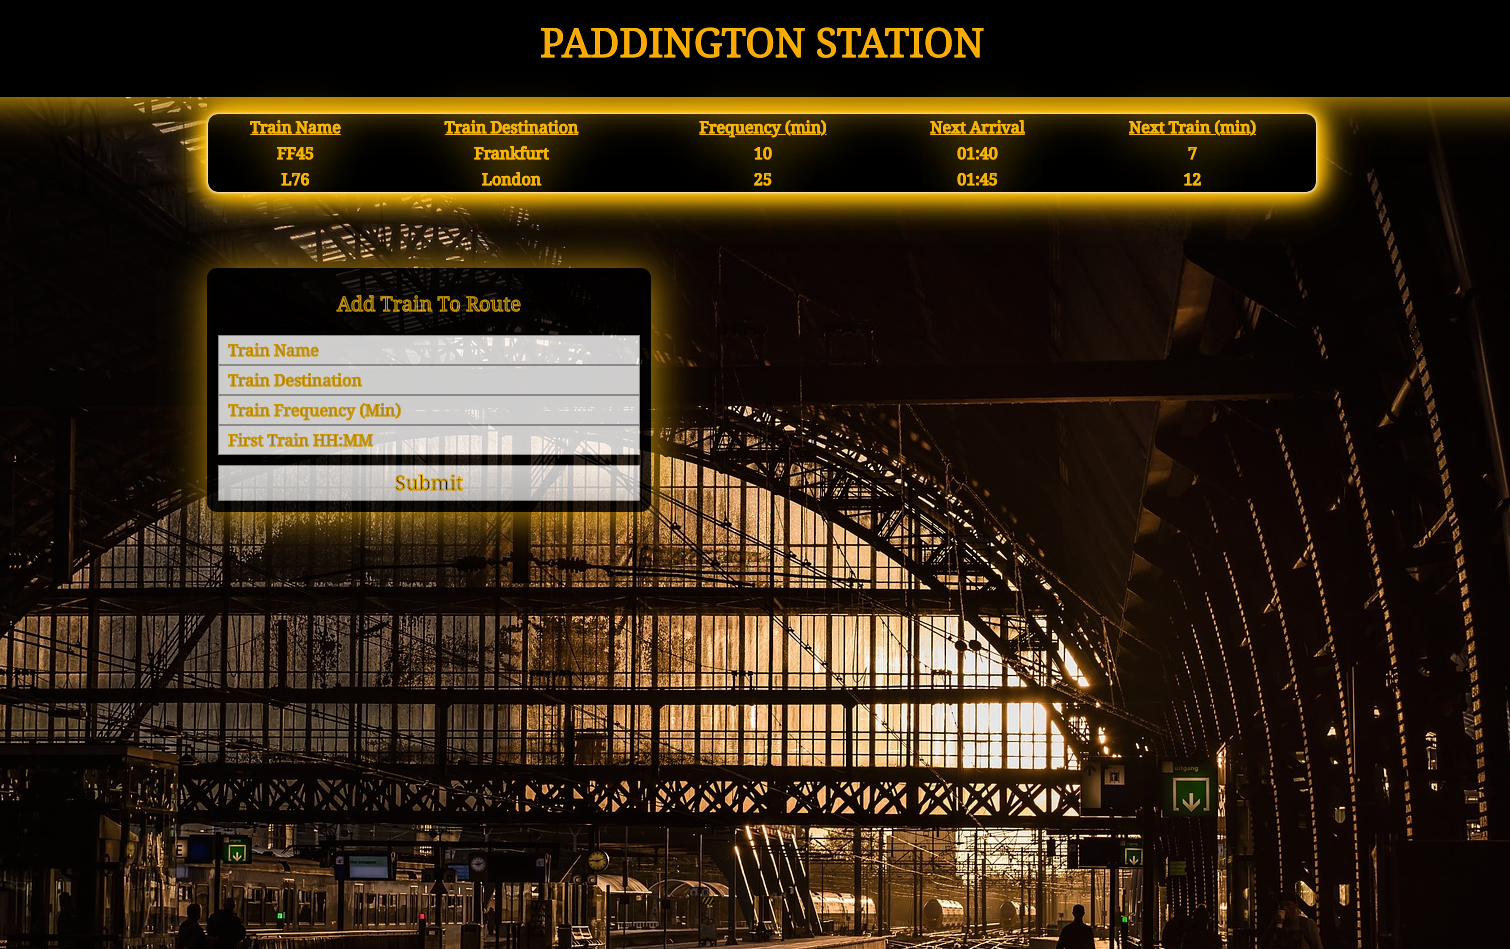 PADDINGTON STATION
Train Name Train Destination Frequency (min) Next Arrival Next Train (min)
FF45 Frankfurt 10 01:40 7
L76 London 25 01:45 12
Add Train To Route
Train Name
Train Destination
Train Frequency (Min)
First Train HH:MM
Submit
uitgang